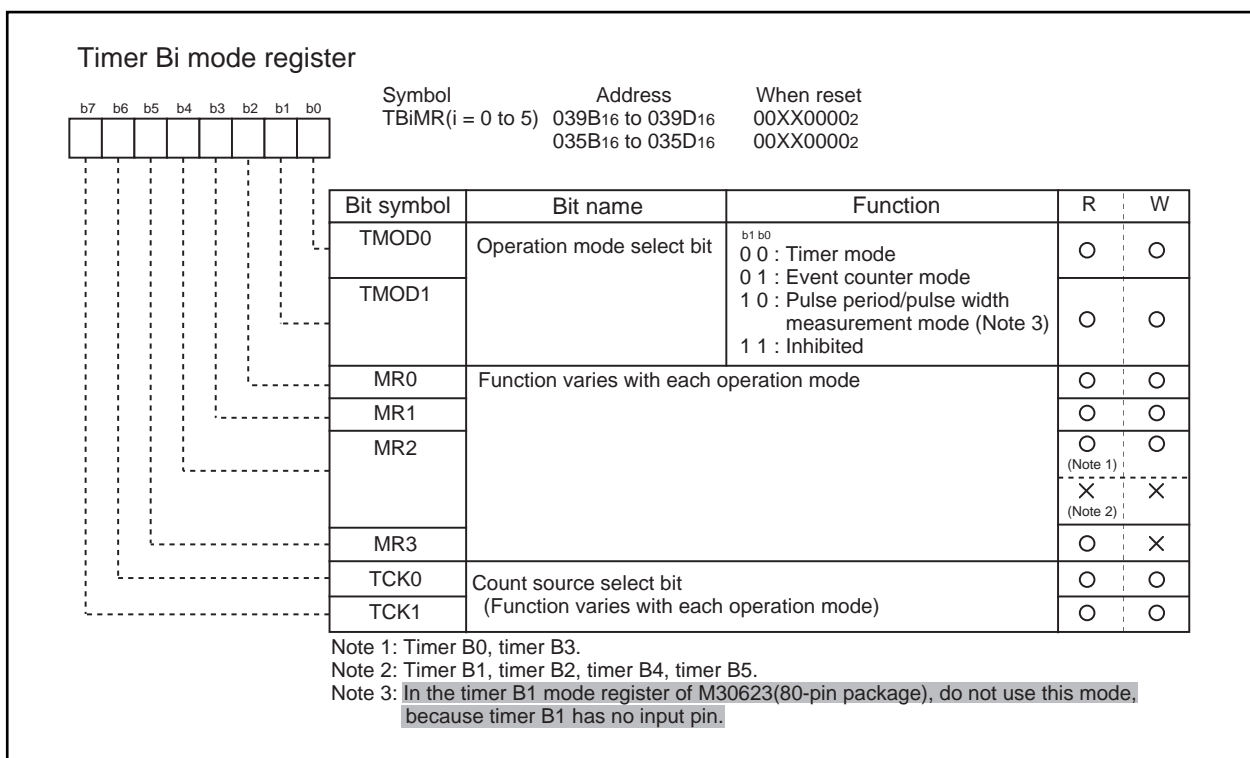 Timer Bi mode register
Symbol Address When reset
TBiMR(i = 0 to 5) 039B16 to 039D16 00XX00002
035B16 to 035D16 00XX00002
b7 b6 b5 b4 b3 b2 b1 b0
Bit symbol Bit name Function R W
TMOD0 Operation mode select bit b1 b0
0 0 : Timer mode
0 1 : Event counter mode
TMOD1 1 0 : Pulse period/pulse width
measurement mode (Note 3)
1 1 : Inhibited
MR0 Function varies with each operation mode
MR1
MR2
(Note 1)
(Note 2)
MR3
TCK0 Count source select bit
TCK1 (Function varies with each operation mode)
Note 1: Timer B0, timer B3.
Note 2: Timer B1, timer B2, timer B4, timer B5.
Note 3: In the timer B1 mode register of M30623(80-pin package), do not use this mode,
because timer B1 has no input pin.